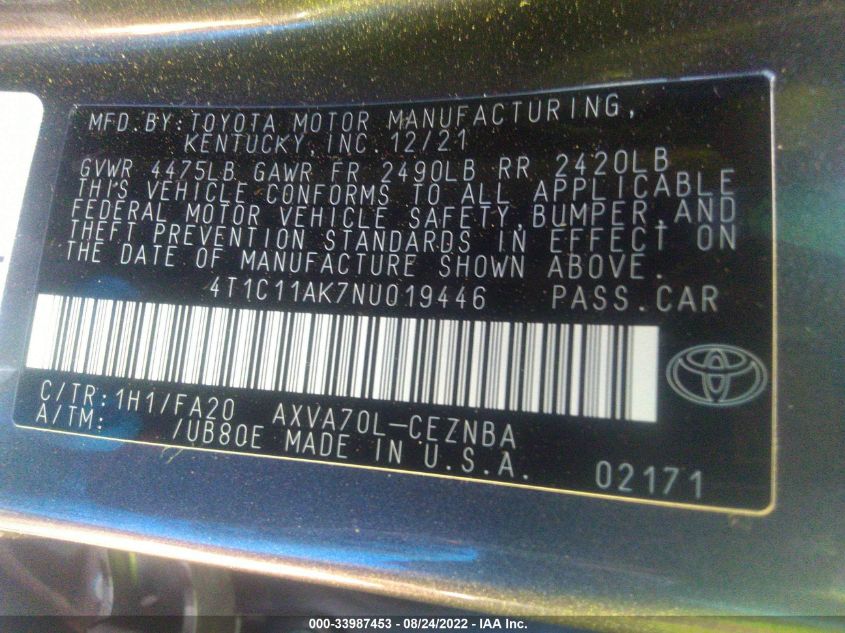 MFD. BY: TOYOTA MOTOR MANUFACTURING,
KENTUCKY, INC. 12/21
GVWR 4475LB GAWR FR 2490LB RR 2420LB
THIS VEHICLE CONFORMS TO ALL APPLICABLE
FEDERAL MOTOR VEHICLE SAFETY, BUMPER, AND
THEFT PREVENTION STANDARDS IN EFFECT ON
THE DATE OF MANUFACTURE SHOWN ABOVE.
4T1C11AK7NU019446 PASS. CAR
C/TR: 1H1/FA20 AXVA70L-CEZNBA
A/TM: /UB80E MADE IN U.S.A. 02171
000-33987453 - 08/24/2022 - IAA Inc.